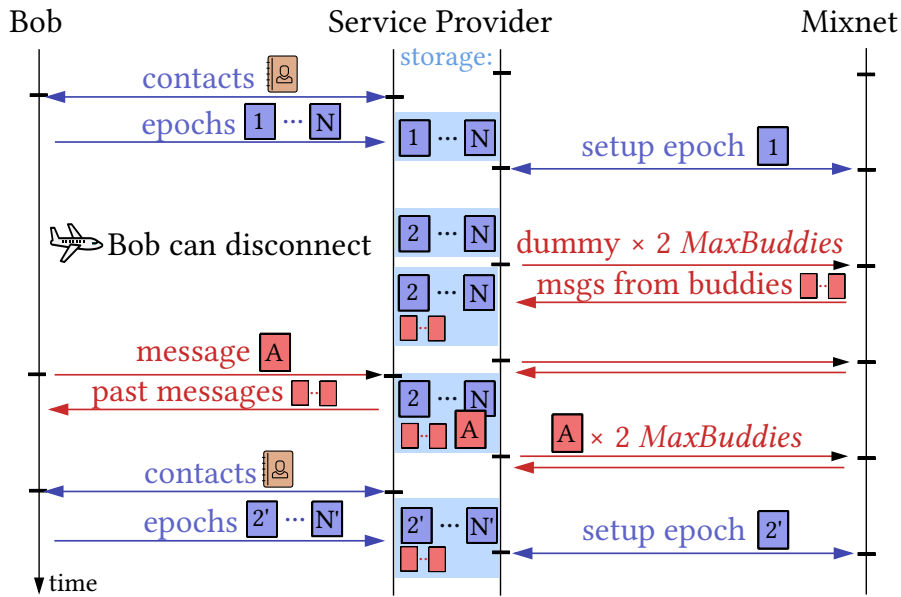 Bob Service Provider Mixnet
storage:
contacts
epochs 1 ··· N
1 ··· N
setup epoch 1
Bob can disconnect
2 ··· N
dummy × 2 MaxBuddies
msgs from buddies
2 ··· N
message A
past messages
2 ··· N
A
A × 2 MaxBuddies
contacts
epochs 2' ··· N'
2' ··· N'
setup epoch 2'
time